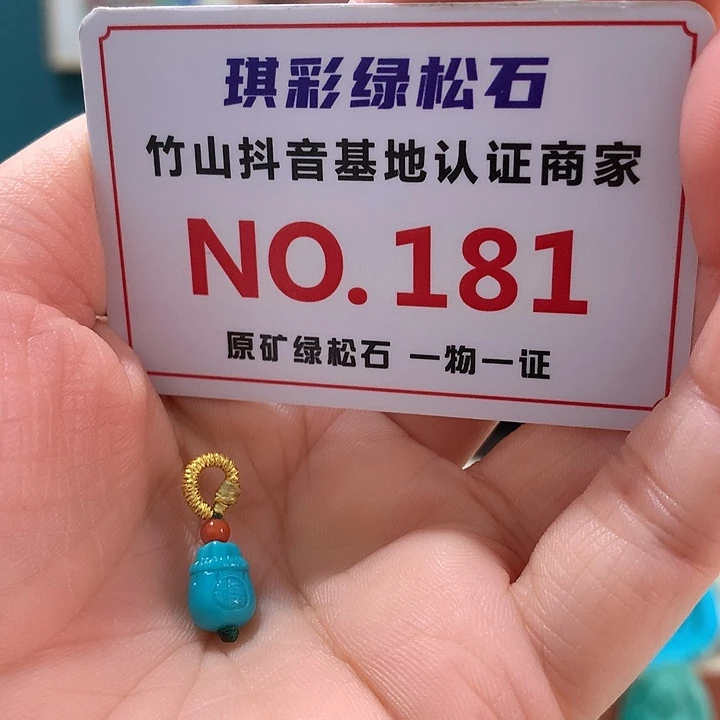 琪彩绿松石
竹山抖音基地认证商家
NO.181
原矿绿松石 一物一证